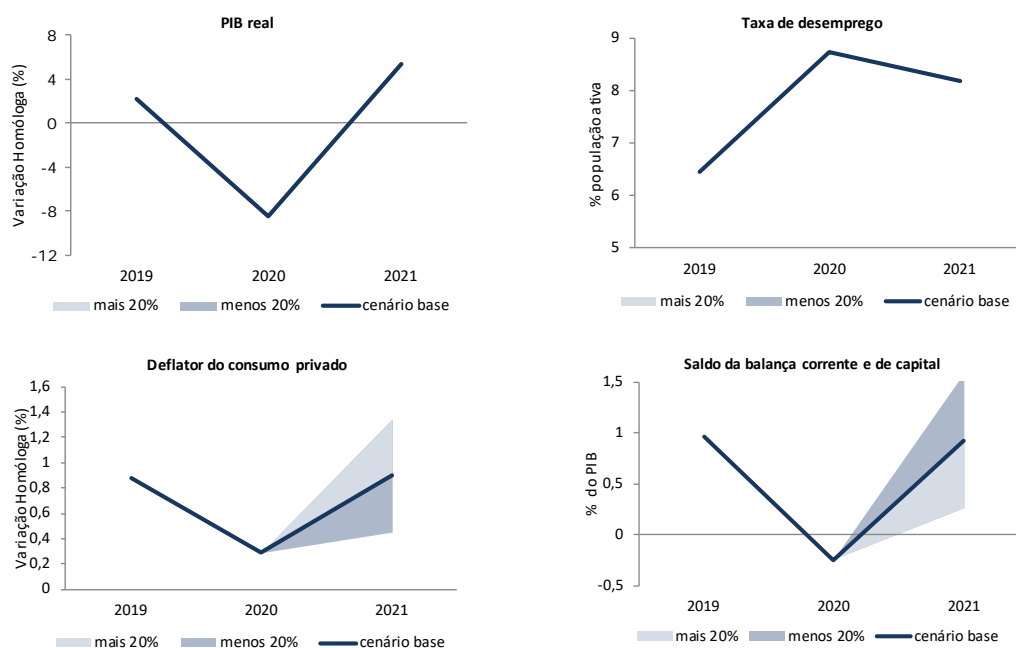 PIB real
Variação Homóloga (%)
8
4
0
-4
-8
-12
2019 2020 2021
mais 20% menos 20% cenário base
Taxa de desemprego
% população ativa
9
8
7
6
5
2019 2020 2021
mais 20% menos 20% cenário base
Deflator do consumo privado
Variação Homóloga (%)
1,6
1,4
1,2
1
0,8
0,6
0,4
0,2
0
2019 2020 2021
mais 20% menos 20% cenário base
Saldo da balança corrente e de capital
% do PIB
1,5
1
0,5
0
-0,5
2019 2020 2021
mais 20% menos 20% cenário base